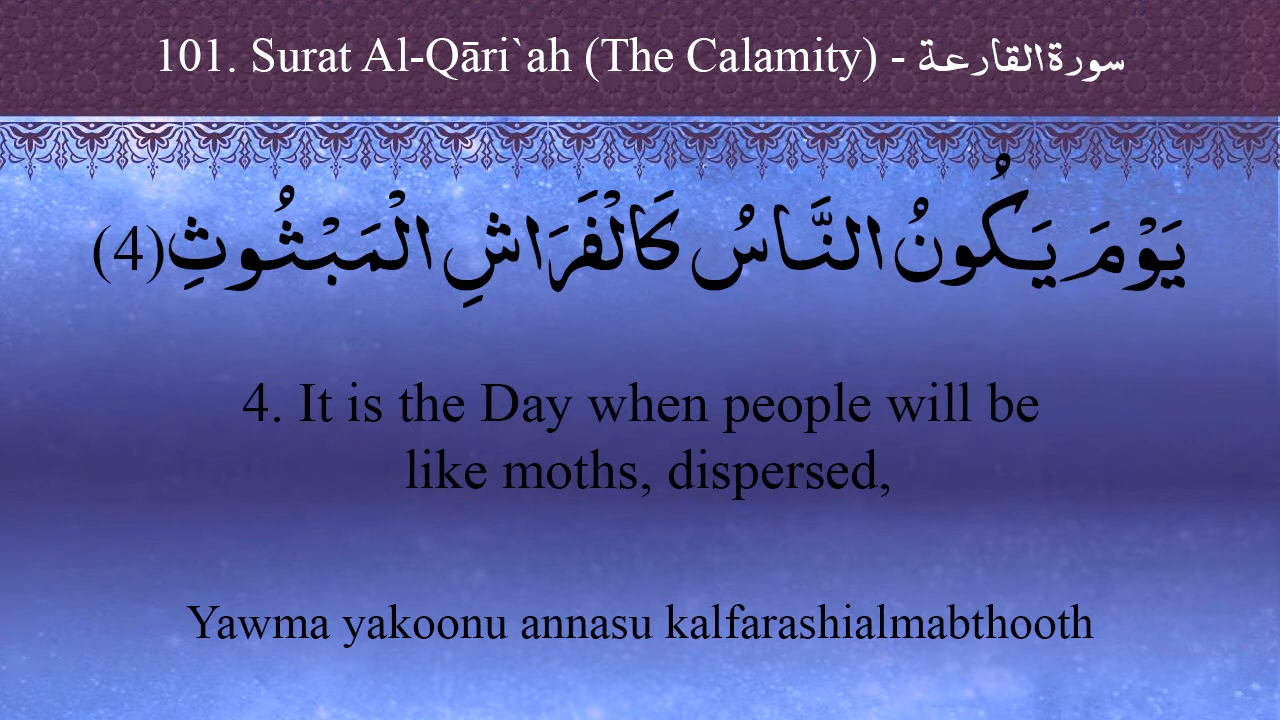 101. Surat Al-Qāri`ah (The Calamity) - سورة القارعة
يَوْمَ يَكُونُ النَّاسُ كَالْفَرَاشِ الْمَبْثُوثِ(4)
4. It is the Day when people will be
like moths, dispersed,
Yawma yakoonu annasu kalfarashialmabthooth